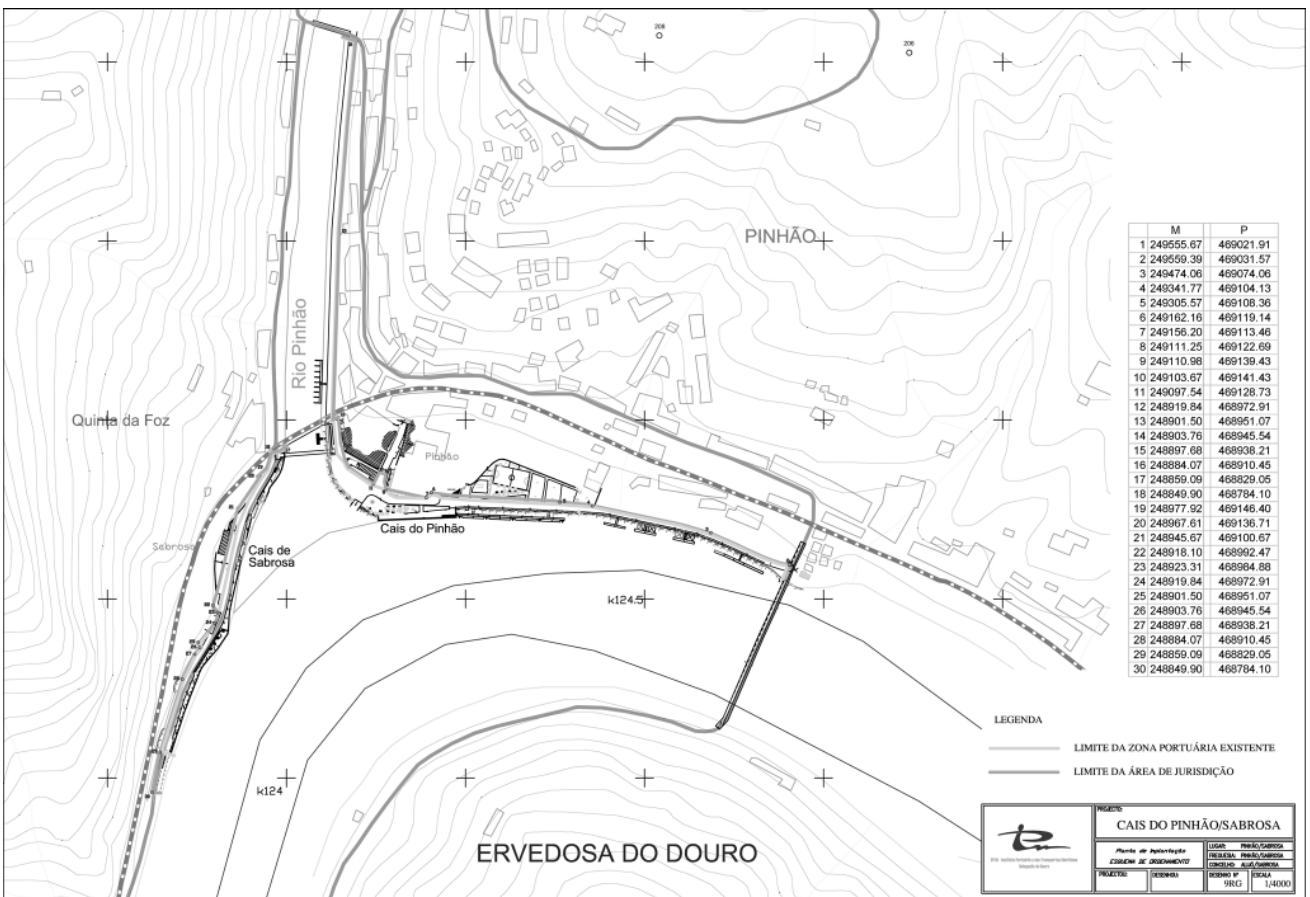 208
208
PINHÃO
Rio Pinhão
Quinta da Foz
Pinhão
Cais do Pinhão
Sabrosa
Cais de
Sabrosa
k124.5
k124
ERVEDOSA DO DOURO
M P
1 249555.67 469021.91
2 249559.39 469031.57
3 249474.06 469074.06
4 249341.77 469104.13
5 249305.57 469108.36
6 249162.16 469119.14
7 249156.20 469113.46
8 249111.25 469122.69
9 249110.98 469139.43
10 249103.67 469141.43
11 249097.54 469128.73
12 248919.84 468972.91
13 248901.50 468951.07
14 248903.76 468945.54
15 248897.68 468938.21
16 248884.07 468910.45
17 248859.09 468829.05
18 248849.90 468784.10
19 248977.92 469146.40
20 248967.61 469136.71
21 248945.67 469100.67
22 248918.10 468992.47
23 248923.31 468984.88
24 248919.84 468972.91
25 248901.50 468951.07
26 248903.76 468945.54
27 248897.68 468938.21
28 248884.07 468910.45
29 248859.09 468829.05
30 248849.90 468784.10
LEGENDA
LIMITE DA ZONA PORTUÁRIA EXISTENTE
LIMITE DA ÁREA DE JURISDIÇÃO
PROJECTO:
CAIS DO PINHÃO/SABROSA
Planta de Implantação
ESQUEMA DE ORDENAMENTO
LUGAR: PINHÃO/SABROSA
FREGUESIA: PINHÃO/SABROSA
CONCELHO: ALIJÓ/SABROSA
PROJECTOU: DESENHOU: DESENHO Nº 9RG ESCALA 1/4000